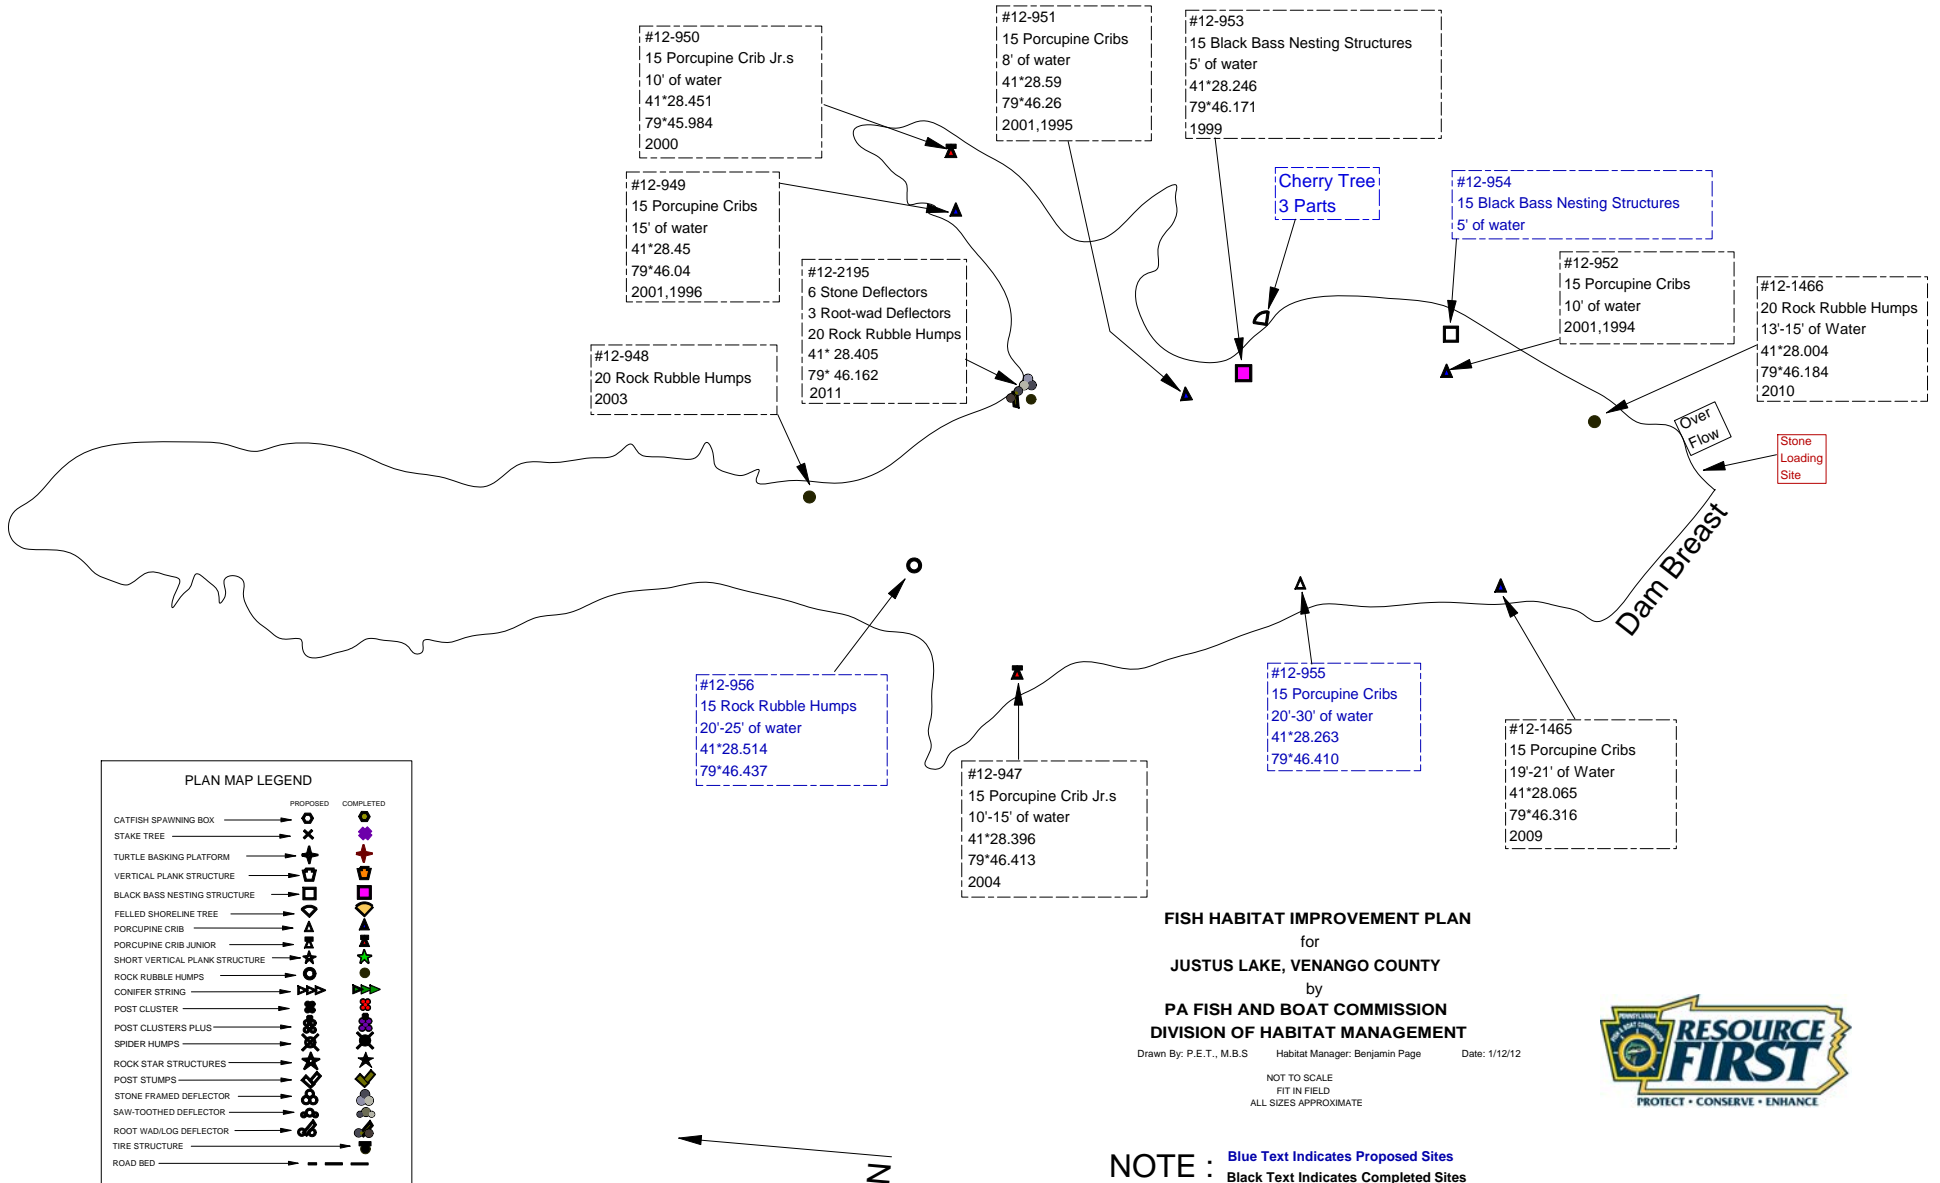 #12-950
15 Porcupine Crib Jr.s
10' of water
41*28.451
79*45.984
2000
#12-951
15 Porcupine Cribs
8' of water
41*28.59
79*46.26
2001,1995
#12-953
15 Black Bass Nesting Structures
5' of water
41*28.246
79*46.171
1999
#12-949
15 Porcupine Cribs
15' of water
41*28.45
79*46.04
2001,1996
Cherry Tree
3 Parts
#12-954
15 Black Bass Nesting Structures
5' of water
#12-2195
6 Stone Deflectors
3 Root-wad Deflectors
20 Rock Rubble Humps
41* 28.405
79* 46.162
2011
#12-952
15 Porcupine Cribs
10' of water
2001,1994
#12-1466
20 Rock Rubble Humps
13'-15' of Water
41*28.004
79*46.184
2010
#12-948
20 Rock Rubble Humps
2003
Over
Flow
Stone
Loading
Site
Dam Breast
#12-956
15 Rock Rubble Humps
20'-25' of water
41*28.514
79*46.437
#12-955
15 Porcupine Cribs
20'-30' of water
41*28.263
79*46.410
#12-1465
15 Porcupine Cribs
19'-21' of Water
41*28.065
79*46.316
2009
#12-947
15 Porcupine Crib Jr.s
10'-15' of water
41*28.396
79*46.413
2004
PLAN MAP LEGEND
PROPOSED COMPLETED
CATFISH SPAWNING BOX
STAKE TREE
TURTLE BASKING PLATFORM
VERTICAL PLANK STRUCTURE
BLACK BASS NESTING STRUCTURE
FELLED SHORELINE TREE
PORCUPINE CRIB
PORCUPINE CRIB JUNIOR
SHORT VERTICAL PLANK STRUCTURE
ROCK RUBBLE HUMPS
CONIFER STRING
POST CLUSTER
POST CLUSTERS PLUS
SPIDER HUMPS
ROCK STAR STRUCTURES
POST STUMPS
STONE FRAMED DEFLECTOR
SAW-TOOTHED DEFLECTOR
ROOT WAD/LOG DEFLECTOR
TIRE STRUCTURE
ROAD BED
FISH HABITAT IMPROVEMENT PLAN
for
JUSTUS LAKE, VENANGO COUNTY
by
PA FISH AND BOAT COMMISSION
DIVISION OF HABITAT MANAGEMENT
Drawn By: P.E.T., M.B.S Habitat Manager: Benjamin Page Date: 1/12/12
NOT TO SCALE
FIT IN FIELD
ALL SIZES APPROXIMATE
PENNSYLVANIA
FISH & BOAT COMMISSION
RESOURCE
FIRST
PROTECT • CONSERVE • ENHANCE
N
NOTE : Blue Text Indicates Proposed Sites
Black Text Indicates Completed Sites